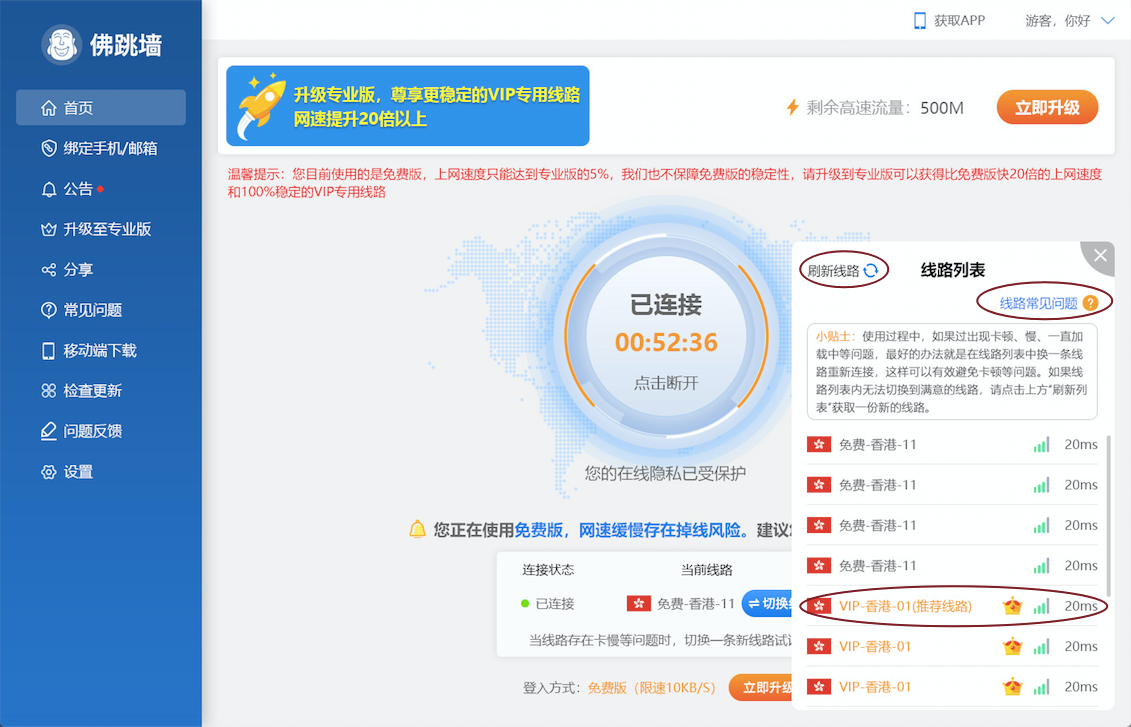 佛跳墙
获取APP
游客，你好
首页
绑定手机/邮箱
公告
升级至专业版
分享
常见问题
移动端下载
检查更新
问题反馈
设置
升级专业版，尊享更稳定的VIP专用线路
网速提升20倍以上
剩余高速流量：500M
立即升级
温馨提示：您目前使用的是免费版，上网速度只能达到专业版的5%，我们也不保障免费版的稳定性，请升级到专业版可以获得比免费版快20倍的上网速度
和100%稳定的VIP专用线路
已连接
00:52:36
点击断开
您的在线隐私已受保护
您正在使用免费版，网速缓慢存在掉线风险。建议
连接状态
当前线路
已连接
免费-香港-11
切换
当线路存在卡慢等问题时，切换一条新线路试
登入方式：免费版（限速10KB/S）
立即升级
刷新线路
线路列表
线路常见问题 ?
小贴士：使用过程中，如果过出现卡顿、慢、一直加
载中等问题，最好的办法就是在线路列表中换一条线
路重新连接，这样可以有效避免卡顿等问题。如果线
路列表内无法切换到满意的线路，请点击上方“刷新列
表”获取一份新的线路。
免费-香港-11 20ms
免费-香港-11 20ms
免费-香港-11 20ms
免费-香港-11 20ms
VIP-香港-01(推荐线路) 20ms
VIP-香港-01 20ms
VIP-香港-01 20ms